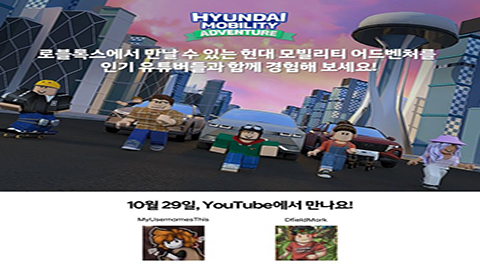 HYUNDAI
MOBILITY
ADVENTURE
로블록스에서 만날 수 있는 현대 모빌리티 어드벤처를
인기 유튜버들과 함께 경험해 보세요!
10월 29일, YouTube에서 만나요!
MyUsernamesThis DfieldMark